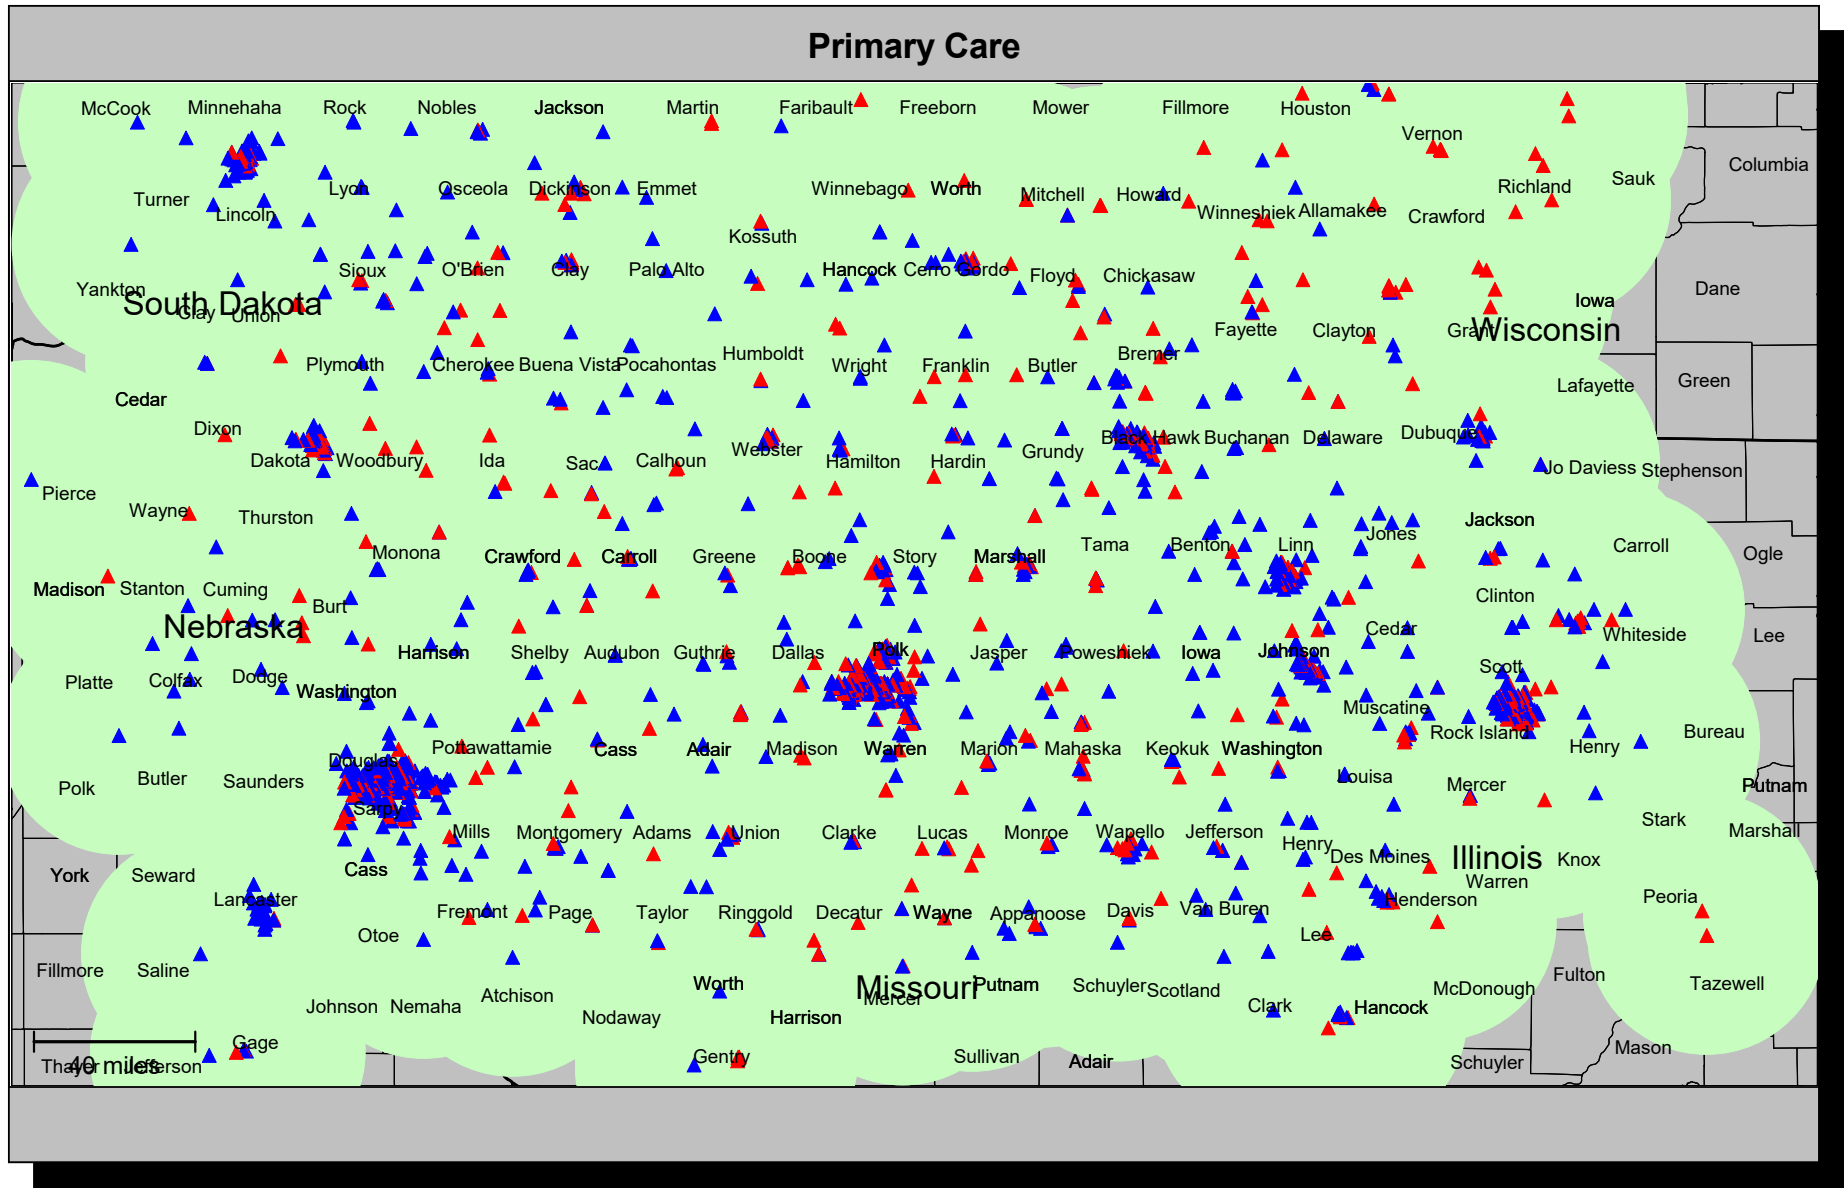 Primary Care
McCook Minnehaha Rock Nobles Jackson Martin Faribault Freeborn Mower Fillmore Houston
Vernon
Columbia
Turner Lyon Osceola Dickinson Emmet Winnebago Worth Mitchell Howard Richland Sauk
Lincoln Winneshiek Allamakee Crawford
Kossuth
Sioux O'Brien Clay Palo Alto Hancock Cerro Gordo Floyd Chickasaw
Yankton Dane
South Dakota Iowa
Clay Union
Fayette Clayton Grant Wisconsin
Plymouth Cherokee Buena Vista Pocahontas Humboldt Wright Franklin Butler Bremer
Lafayette Green
Cedar
Dixon Black Hawk Buchanan Delaware Dubuque
Dakota Woodbury Ida Sac Calhoun Webster Hamilton Hardin Grundy
Jo Daviess Stephenson
Pierce
Wayne Thurston Jackson
Monona Crawford Carroll Greene Boone Story Marshall Tama Benton Linn Jones Carroll Ogle
Madison Stanton Cuming Clinton
Burt
Nebraska Cedar Whiteside Lee
Harrison Shelby Audubon Guthrie Dallas Polk Jasper Poweshiek Iowa Johnson
Scott
Platte Colfax Dodge
Washington
Muscatine
Pottawattamie Cass Adair Madison Warren Marion Mahaska Keokuk Washington Rock Island Henry Bureau
Douglas
Polk Butler Saunders Louisa Mercer Putnam
Sarpy
Mills Montgomery Adams Union Clarke Lucas Monroe Wapello Jefferson Stark Marshall
Henry
Des Moines Illinois Knox
York Seward Cass Warren
Lancaster Henderson Peoria
Fremont Page Taylor Ringgold Decatur Wayne Appanoose Davis Van Buren
Otoe Lee
Fillmore Saline Fulton
Worth Missouri Putnam Schuyler Scotland McDonough Tazewell
Johnson Nemaha Atchison Mercer Clark Hancock
Nodaway Harrison
Gage Mason
Thayer Jefferson Gentry Sullivan Adair Schuyler
40 miles